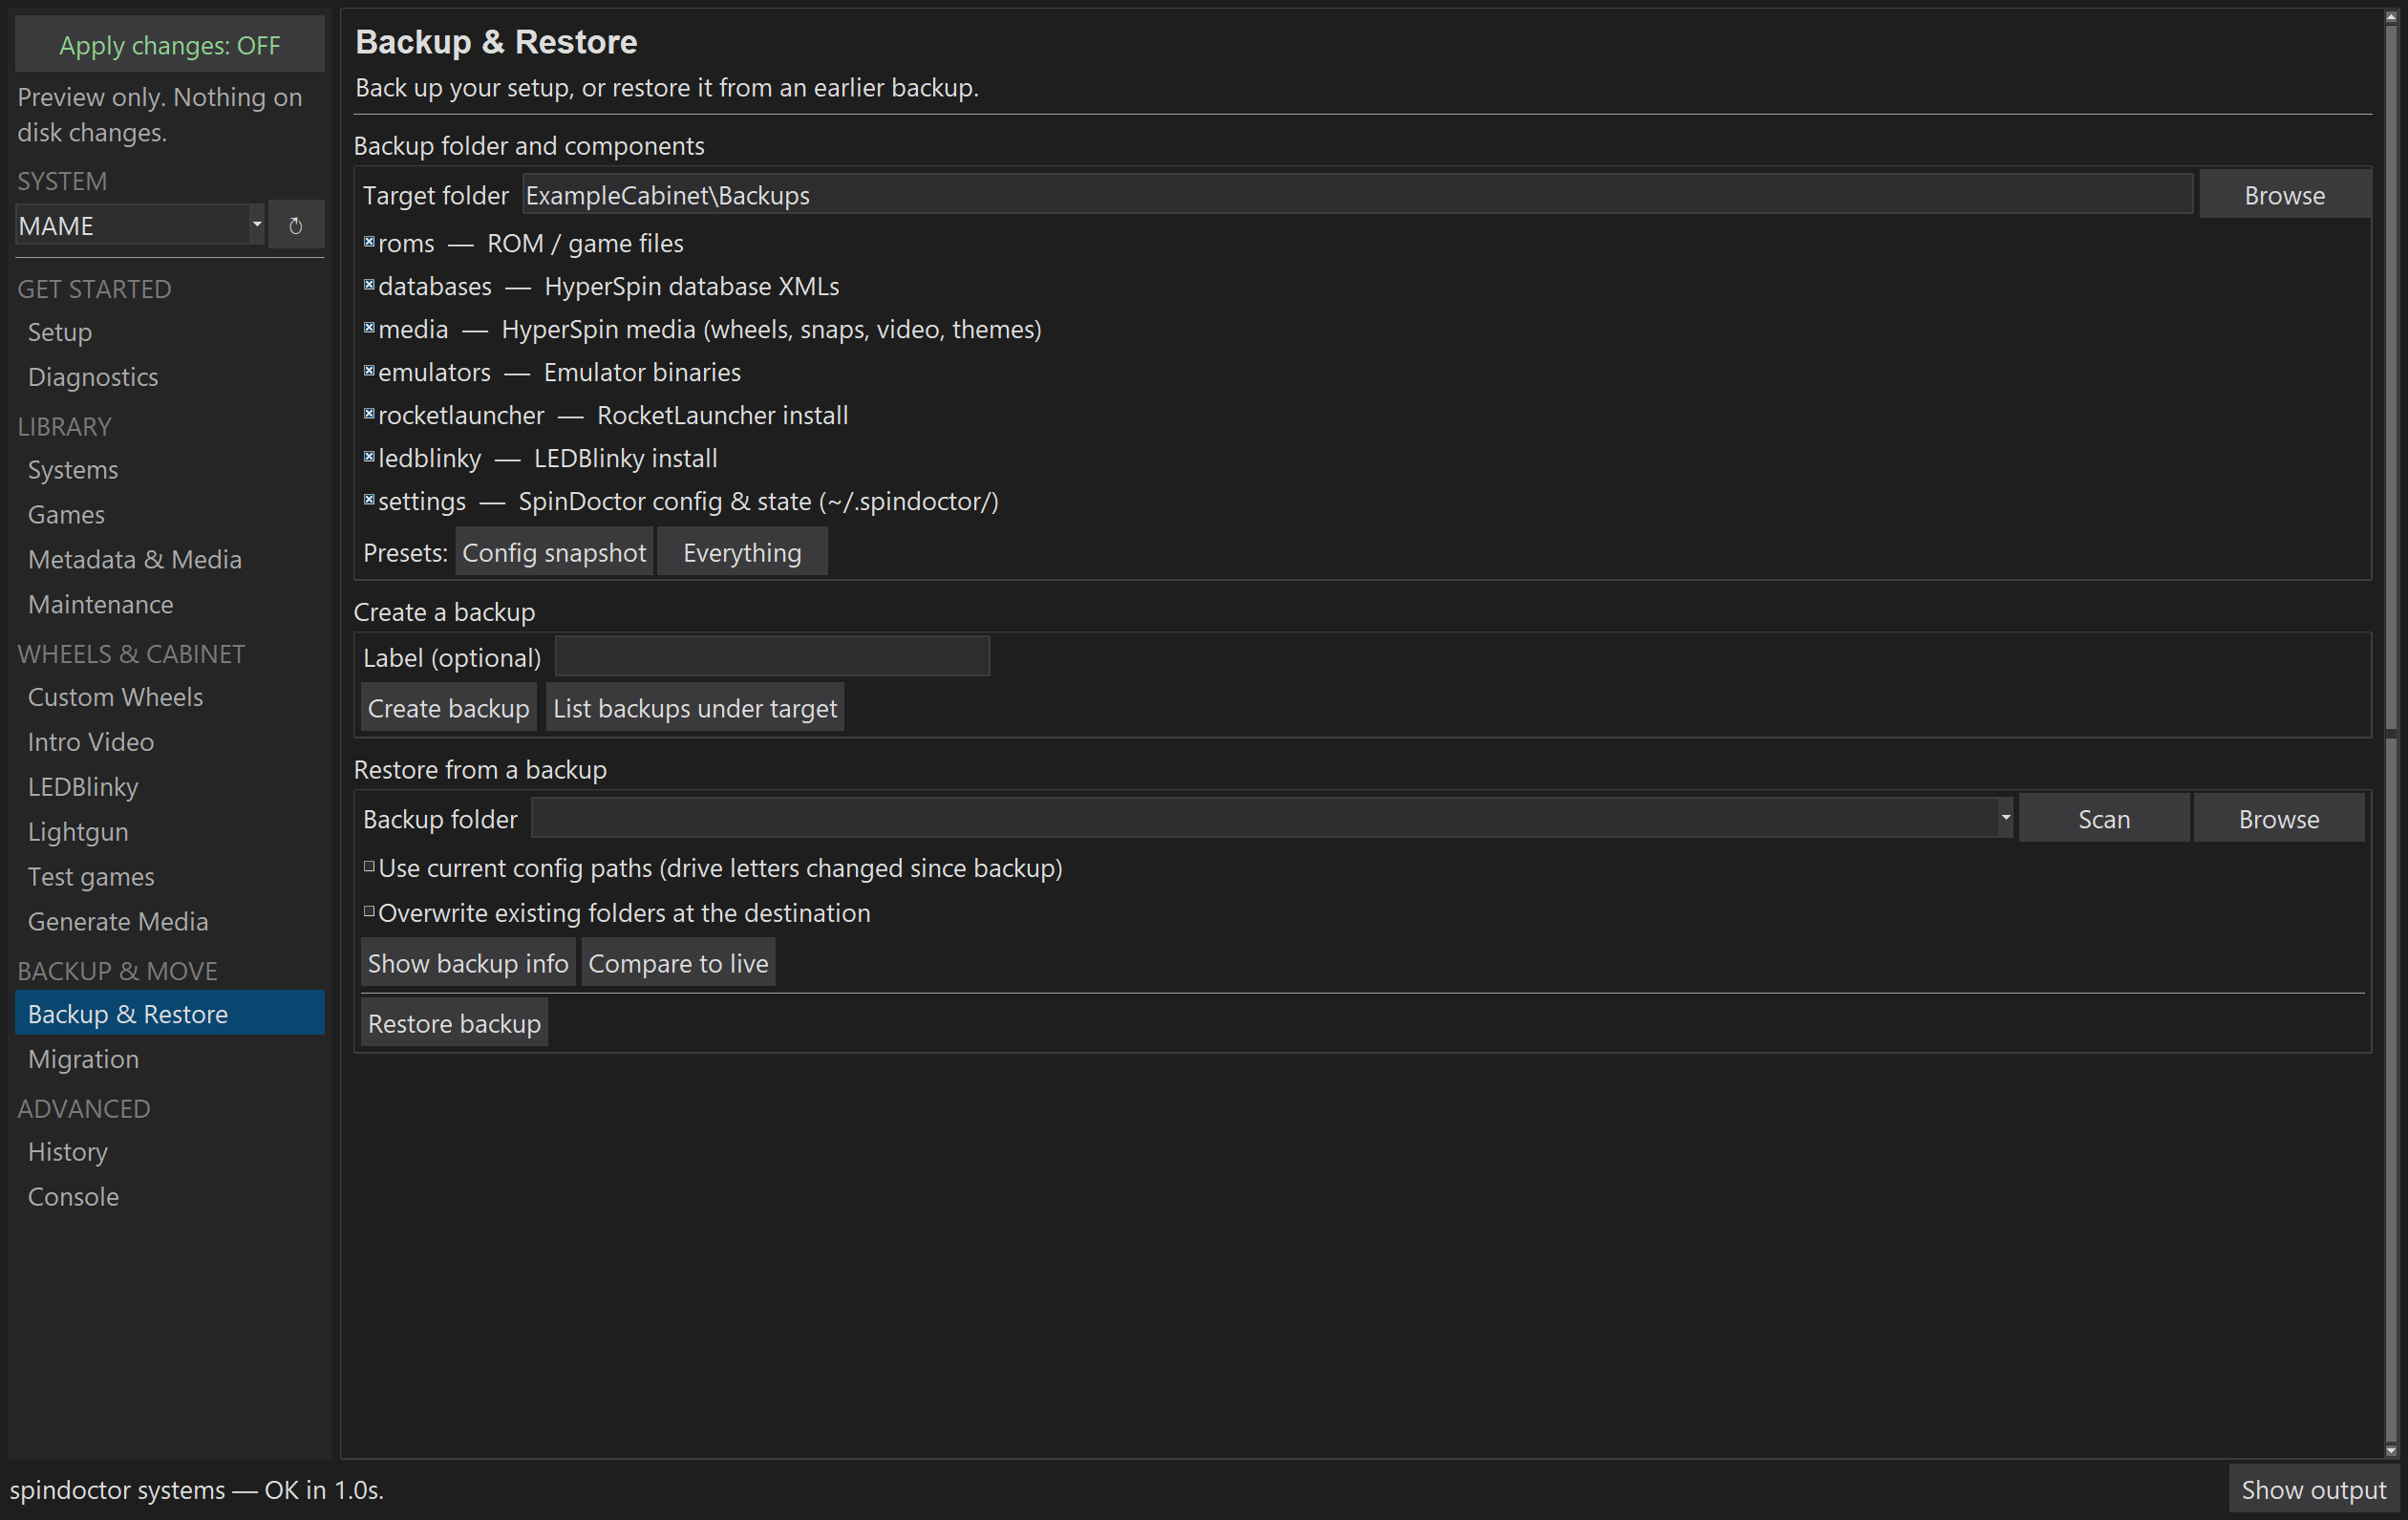 Apply changes: OFF
Preview only. Nothing on
disk changes.
SYSTEM
MAME
GET STARTED
Setup
Diagnostics
LIBRARY
Systems
Games
Metadata & Media
Maintenance
WHEELS & CABINET
Custom Wheels
Intro Video
LEDBlinky
Lightgun
Test games
Generate Media
BACKUP & MOVE
Backup & Restore
Migration
ADVANCED
History
Console
Backup & Restore
Back up your setup, or restore it from an earlier backup.
Backup folder and components
Target folder ExampleCabinet\Backups Browse
roms — ROM / game files
databases — HyperSpin database XMLs
media — HyperSpin media (wheels, snaps, video, themes)
emulators — Emulator binaries
rocketlauncher — RocketLauncher install
ledblinky — LEDBlinky install
settings — SpinDoctor config & state (~/.spindoctor/)
Presets: Config snapshot Everything
Create a backup
Label (optional)
Create backup List backups under target
Restore from a backup
Backup folder Scan Browse
Use current config paths (drive letters changed since backup)
Overwrite existing folders at the destination
Show backup info Compare to live
Restore backup
spindoctor systems — OK in 1.0s. Show output